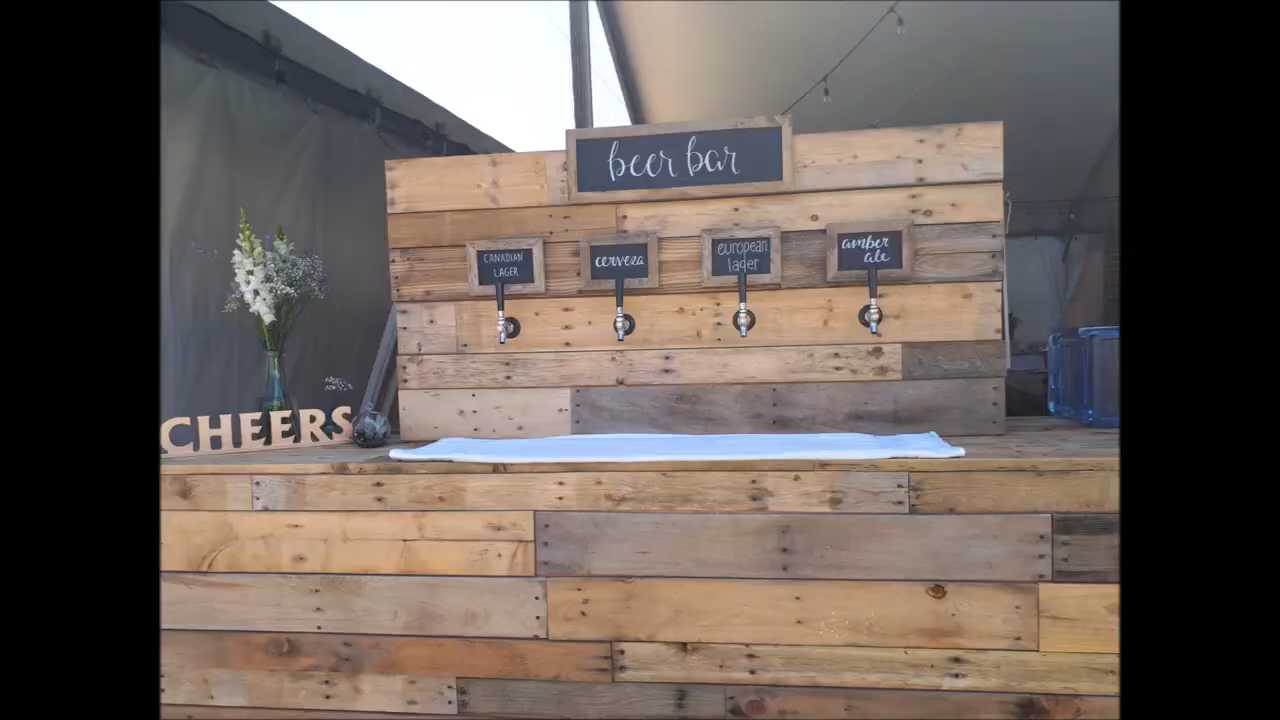 beer bar
CANADIAN
LAGER
cerveza
european
lager
amber
ale
CHEERS